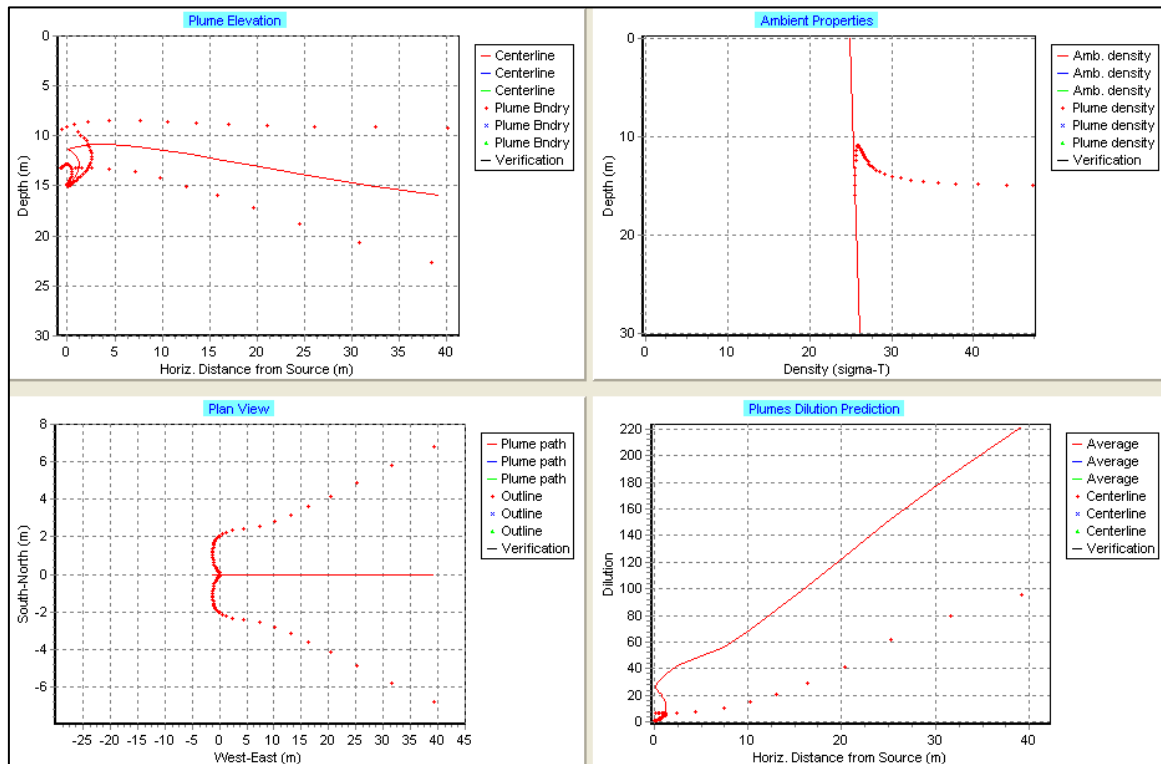 Plume Elevation
0
5
10
15
20
25
30
Depth (m)
0 5 10 15 20 25 30 35 40
Horiz. Distance from Source (m)
Centerline
Centerline
Centerline
Plume Bndry
Plume Bndry
Plume Bndry
Verification
Ambient Properties
0
10
20
30
Depth (m)
0 10 20 30 40
Density (sigma-T)
Amb. density
Amb. density
Amb. density
Plume density
Plume density
Plume density
Verification
Plan View
8
6
4
2
0
-2
-4
-6
South-North (m)
-25 -20 -15 -10 -5 0 5 10 15 20 25 30 35 40 45
West-East (m)
Plume path
Plume path
Plume path
Outline
Outline
Outline
Verification
Plumes Dilution Prediction
220
200
180
160
140
120
100
80
60
40
20
0
Dilution
0 10 20 30 40
Horiz. Distance from Source (m)
Average
Average
Average
Centerline
Centerline
Centerline
Verification